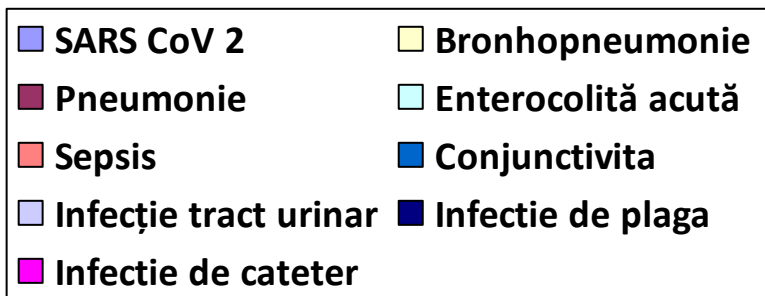 SARS CoV 2 Bronhopneumonie
Pneumonie Enterocolită acută
Sepsis Conjunctivita
Infecție tract urinar Infectie de plaga
Infectie de cateter